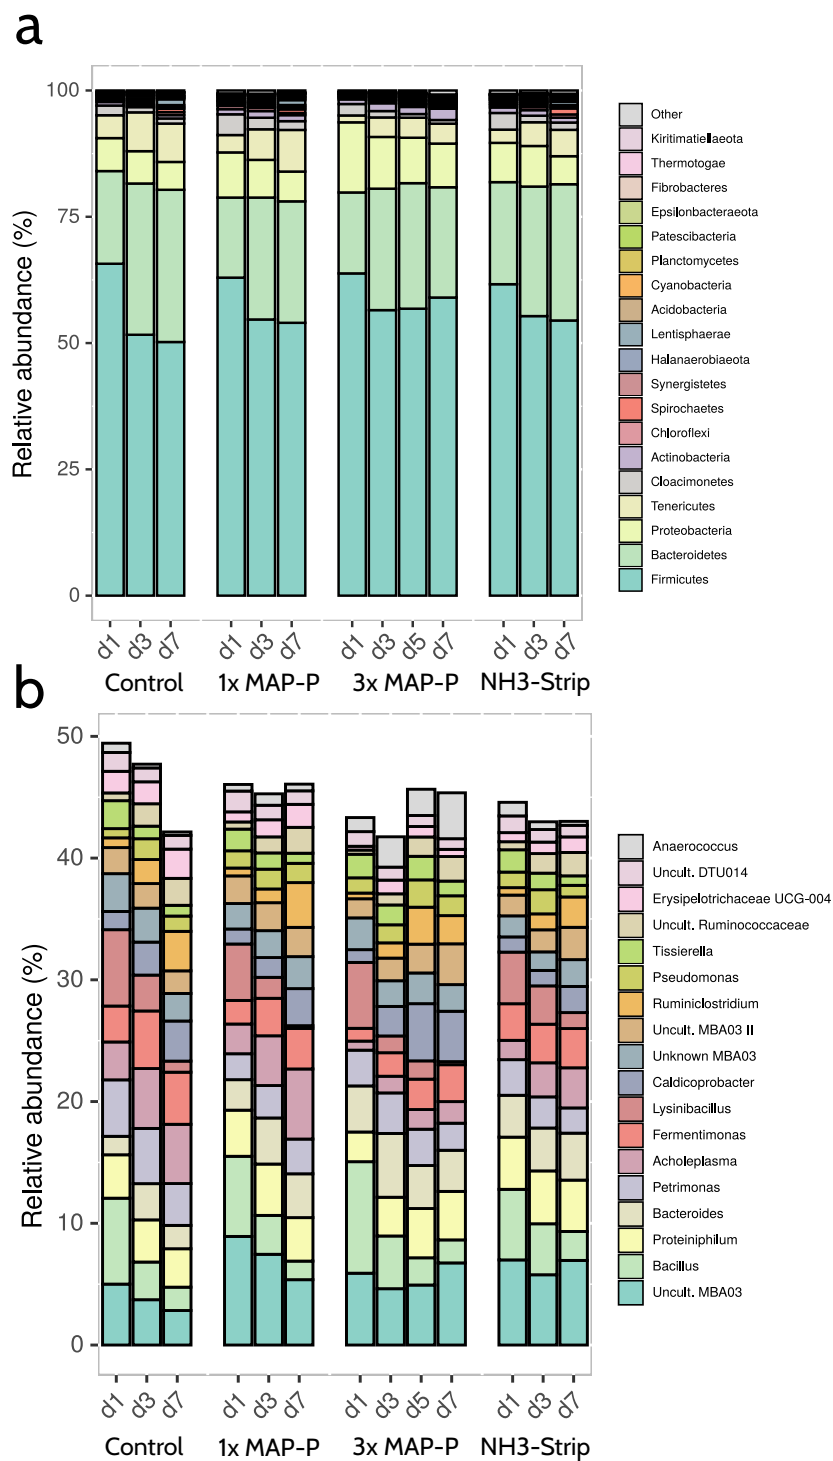 a
Relative abundance (%)
100
75
50
25
0
d1 d3 d7 d1 d3 d7 d1 d3 d5 d7 d1 d3 d7
Control 1x MAP-P 3x MAP-P NH3-Strip
Other
Kiritimatiellaeota
Thermotogae
Fibrobacteres
Epsilonbacteraeota
Patescibacteria
Planctomycetes
Cyanobacteria
Acidobacteria
Lentisphaerae
Halanaerobiaeota
Synergistetes
Spirochaetes
Chloroflexi
Actinobacteria
Cloacimonetes
Tenericutes
Proteobacteria
Bacteroidetes
Firmicutes
b
Relative abundance (%)
50
40
30
20
10
0
d1 d3 d7 d1 d3 d7 d1 d3 d5 d7 d1 d3 d7
Control 1x MAP-P 3x MAP-P NH3-Strip
Anaerococcus
Uncult. DTU014
Erysipelotrichaceae UCG-004
Uncult. Ruminococcaceae
Tissierella
Pseudomonas
Ruminiclostridium
Uncult. MBA03 II
Unknown MBA03
Caldicoprobacter
Lysinibacillus
Fermentimonas
Acholeplasma
Petrimonas
Bacteroides
Proteiniphilum
Bacillus
Uncult. MBA03